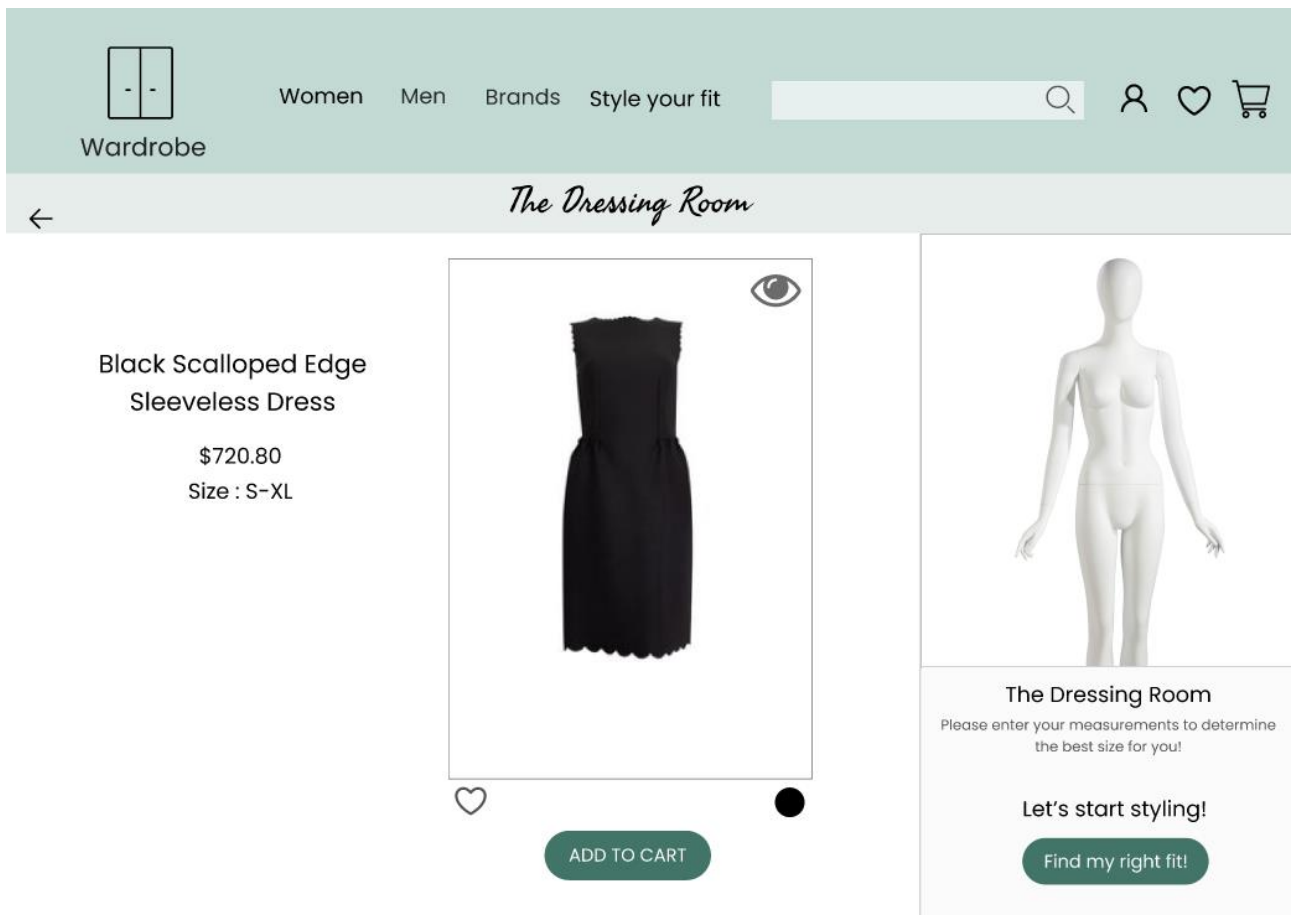 Women Men Brands Style your fit
Wardrobe
The Dressing Room
Black Scalloped Edge
Sleeveless Dress
$720.80
Size : S-XL
ADD TO CART
The Dressing Room
Please enter your measurements to determine
the best size for you!
Let's start styling!
Find my right fit!